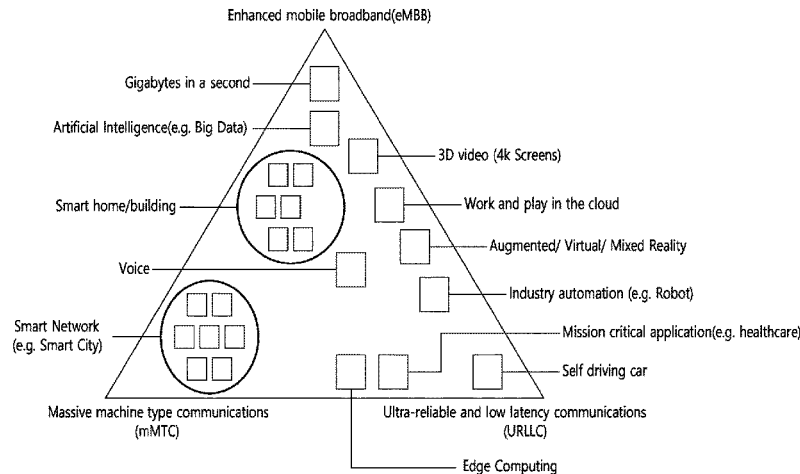 Enhanced mobile broadband(eMBB)
Gigabytes in a second
Artificial Intelligence(e.g. Big Data)
3D video (4k Screens)
Smart home/building
Work and play in the cloud
Augmented/ Virtual/ Mixed Reality
Voice
Industry automation (e.g. Robot)
Smart Network
(e.g. Smart City)
Mission critical application(e.g. healthcare)
Self driving car
Massive machine type communications
(mMTC)
Ultra-reliable and low latency communications
(URLLC)
Edge Computing